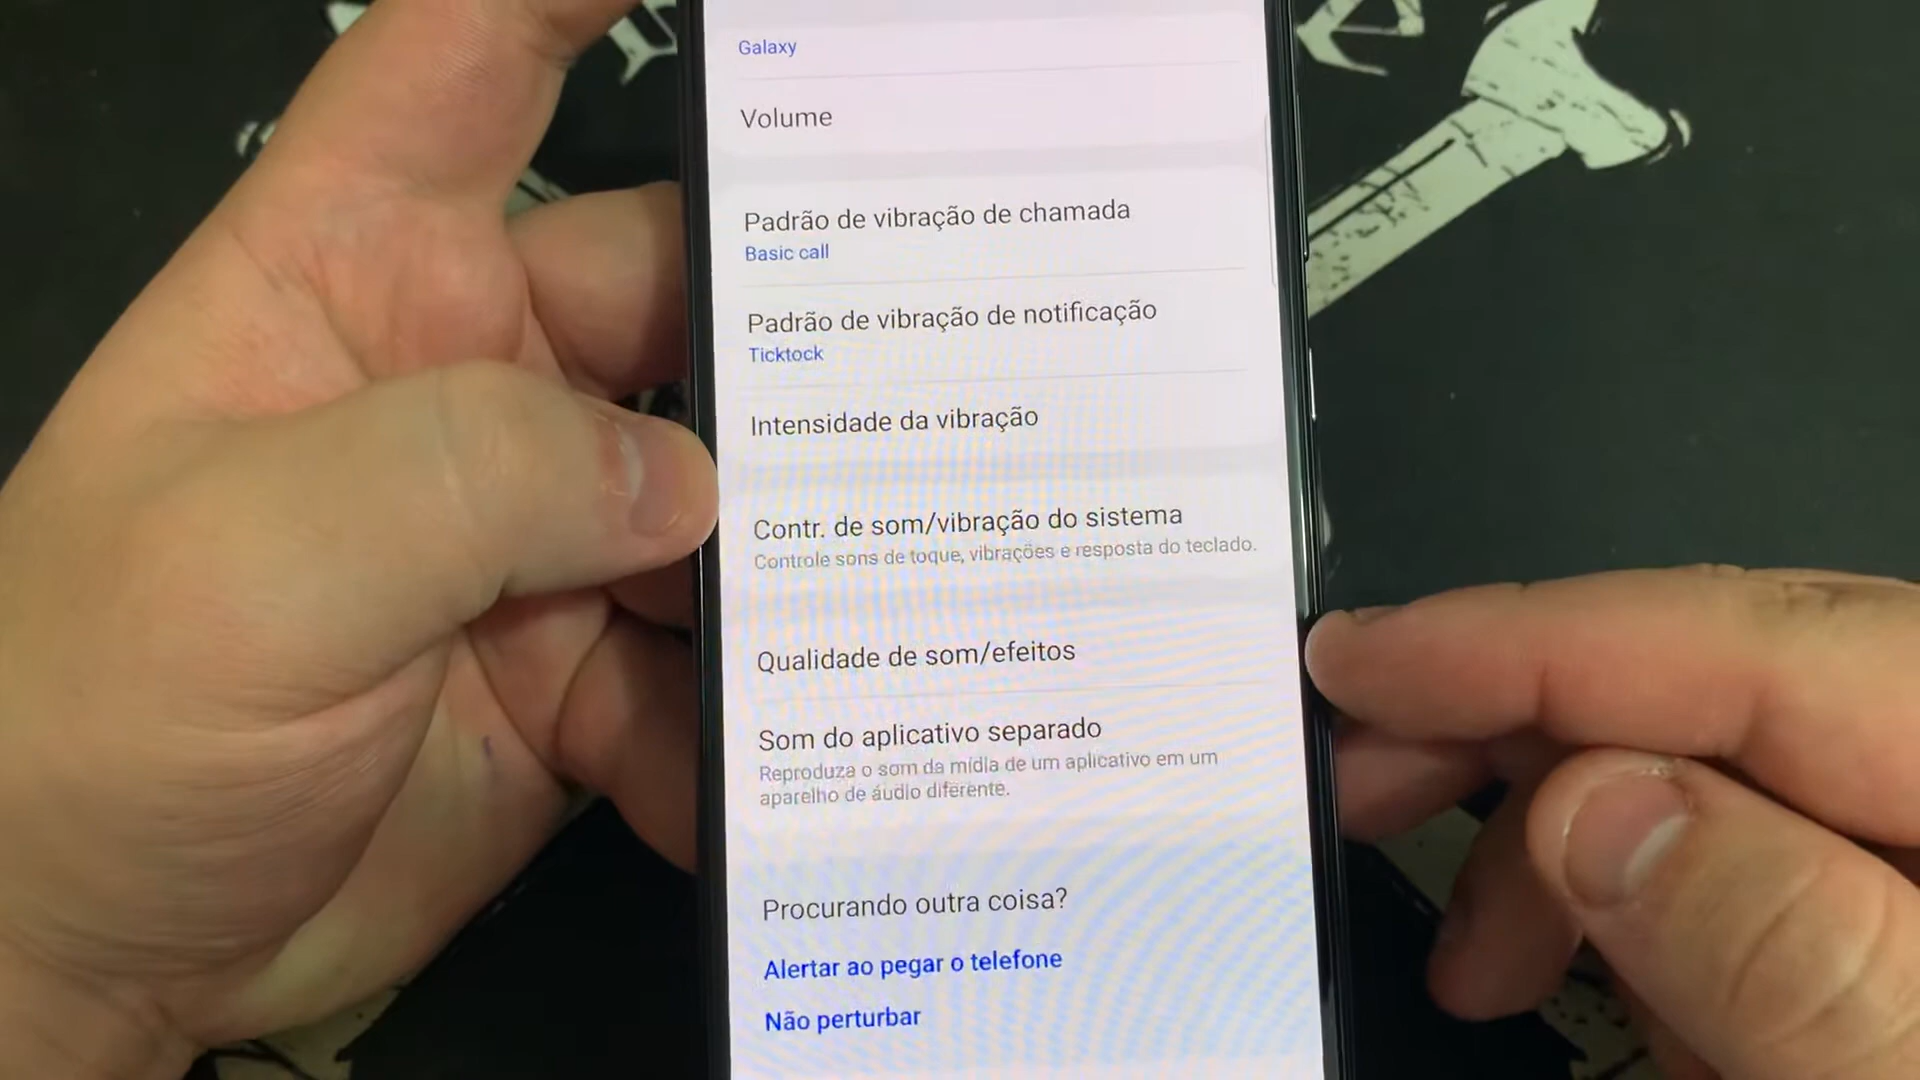 Galaxy
Volume
Padrão de vibração de chamada
Basic call
Padrão de vibração de notificação
Ticktock
Intensidade da vibração
Contr. de som/vibração do sistema
Controle sons de toque, vibrações e resposta do teclado.
Qualidade de som/efeitos
Som do aplicativo separado
Reproduza o som da mídia de um aplicativo em um
aparelho de áudio diferente.
Procurando outra coisa?
Alertar ao pegar o telefone
Não perturbar